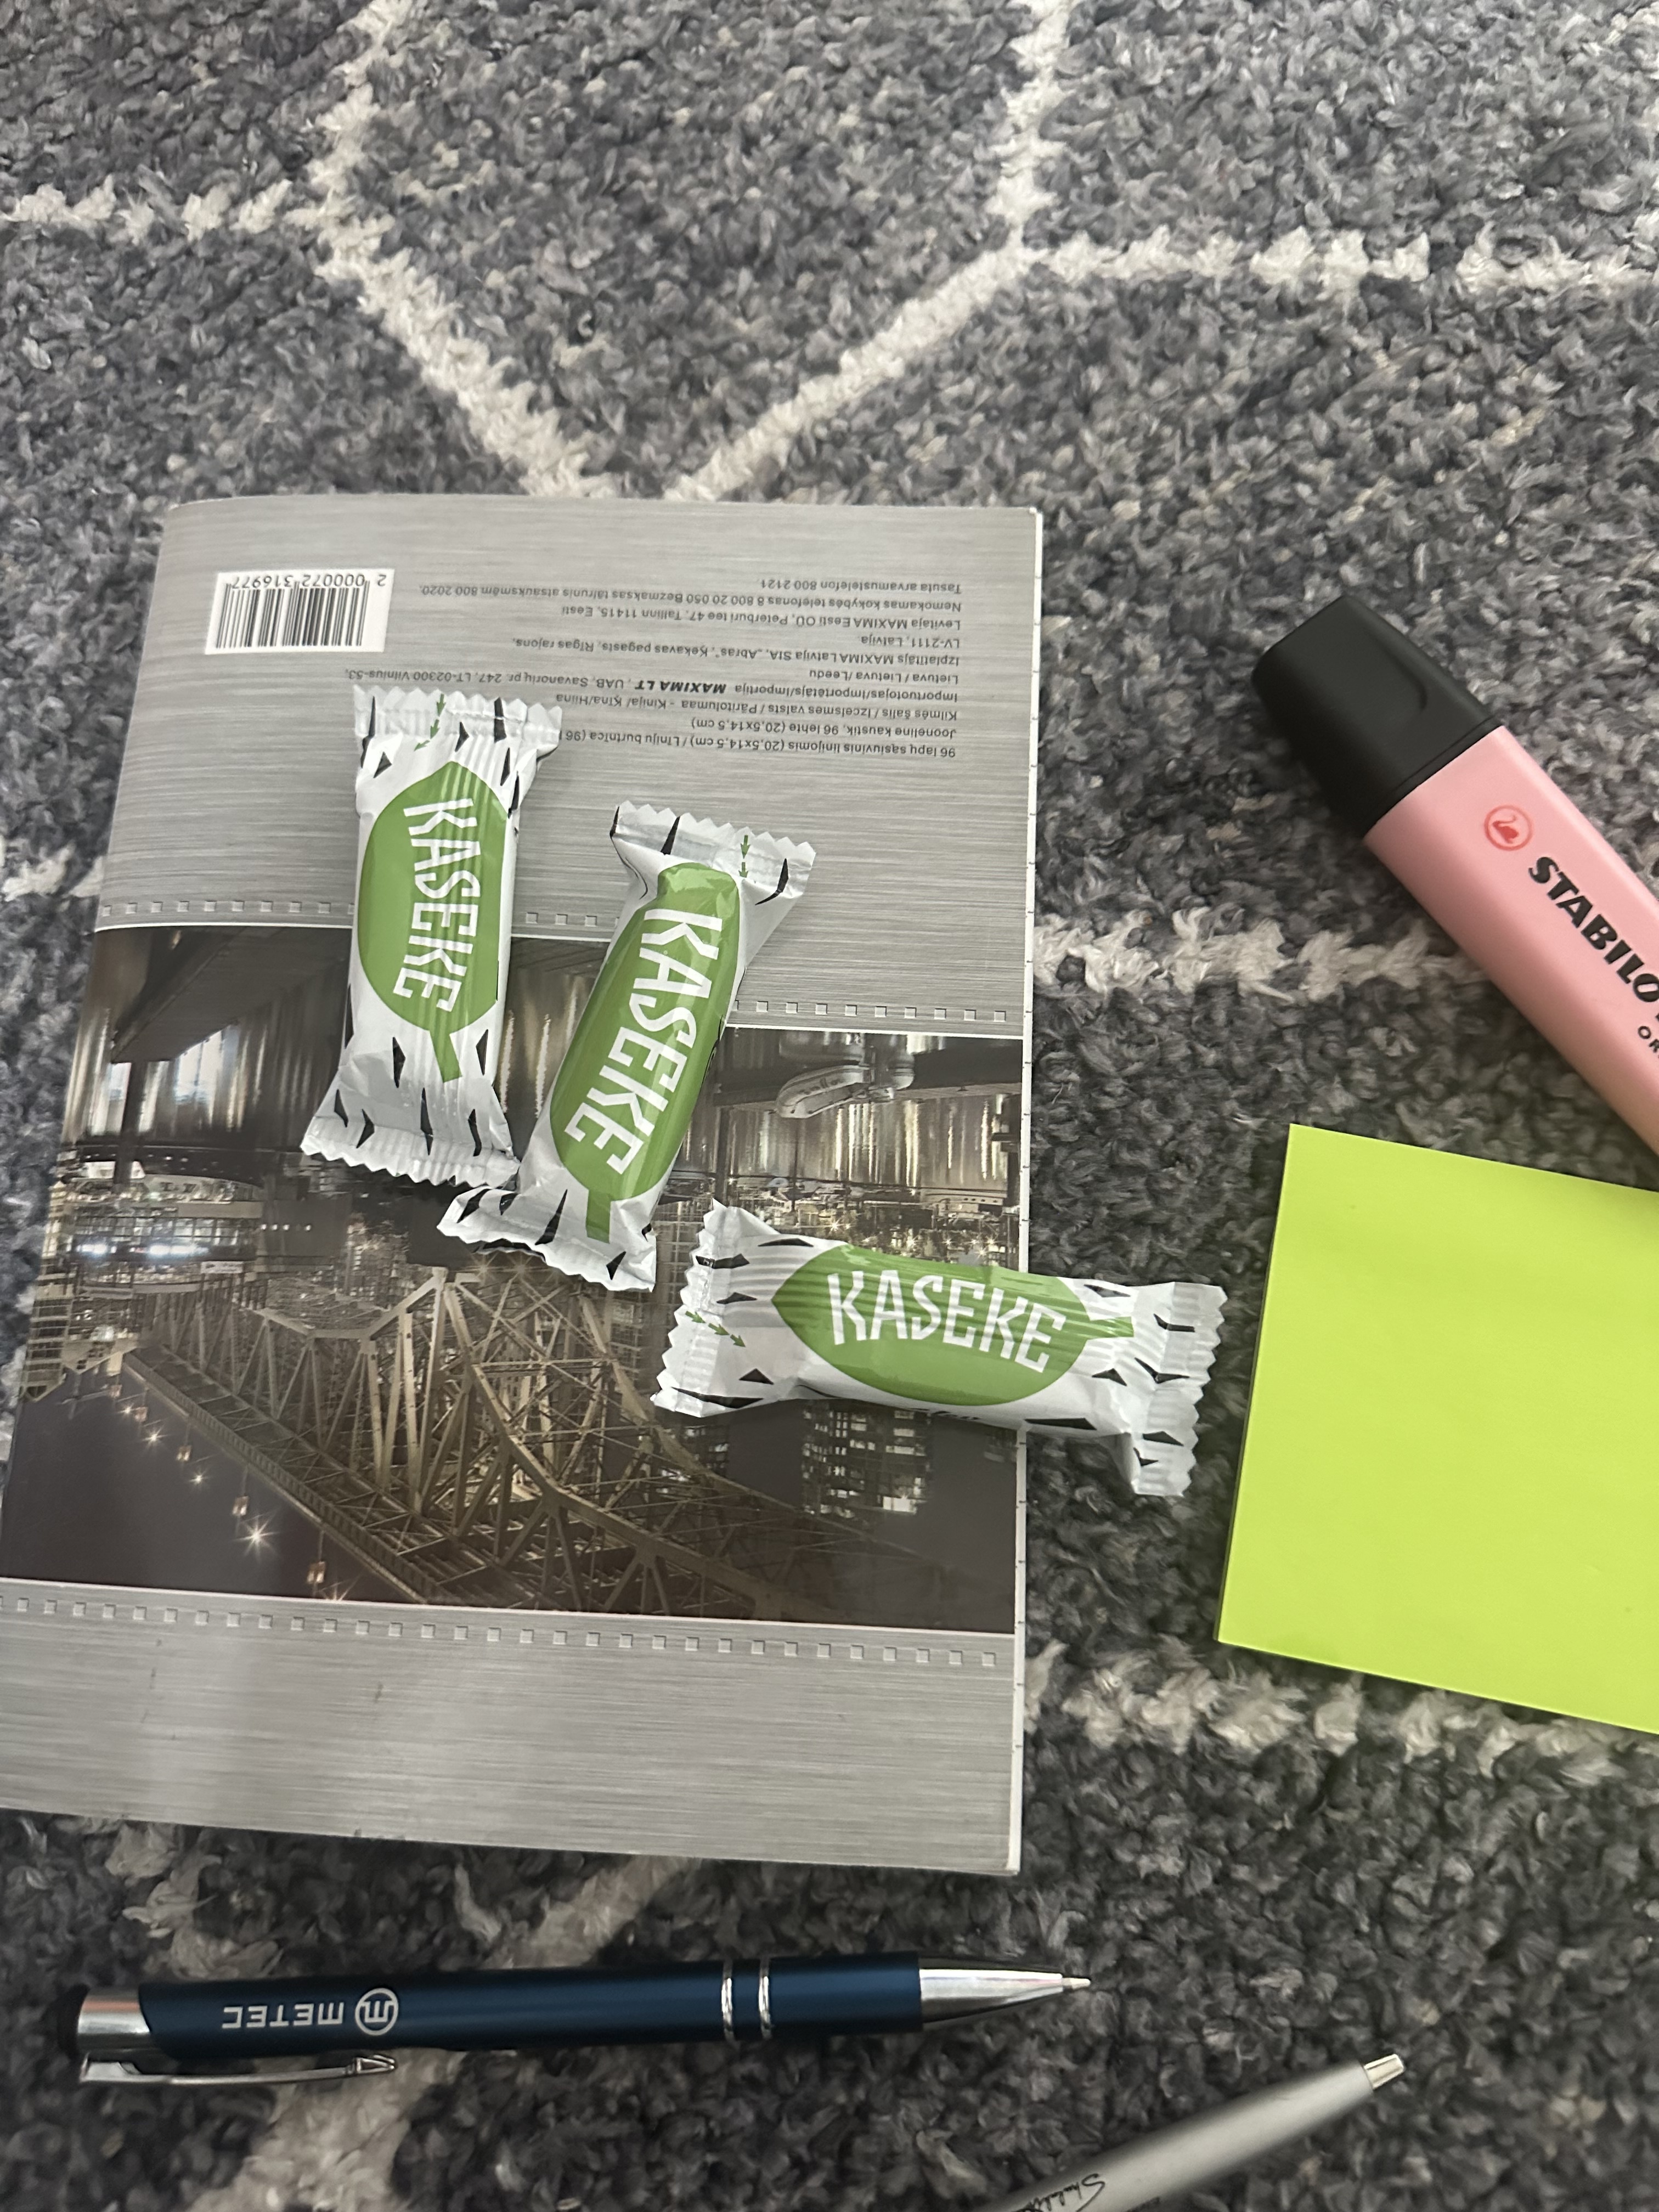 96 lapų sąsiuvinis linijomis (20,5x14,5 cm) / Līniju burtnīca (96
Jooneline kaustik, 96 lehte (20,5x14,5 cm)
Kilmės šalis / Izcelsmes valsts / Päritolumaa - Kinija/ Ķīna/Hiina
Importuotojas/Importētājs/Importija MAXIMA LT, UAB, Savanorių pr. 247, LT-02300 Vilnius-53,
Lietuva / Lietuva /Leedu
Izplatītājs MAXIMA Latvija SIA, „Abras", Ķekavas pagasts, Rīgas rajons,
LV-2111, Latvija.
Levitaja MAXIMA Eesti OÜ, Peterburi tee 47, Tallinn 11415, Eesti
Nemokamas kokybės telefonas 8 800 20 050 Bezmaksas tālrunis atsauksmēm 800 2020.
Tasuta arvamustelefon 800 2121
2 000072 316977
KASEKE
KASEKE
KASEKE
STABILO
OR
METEC